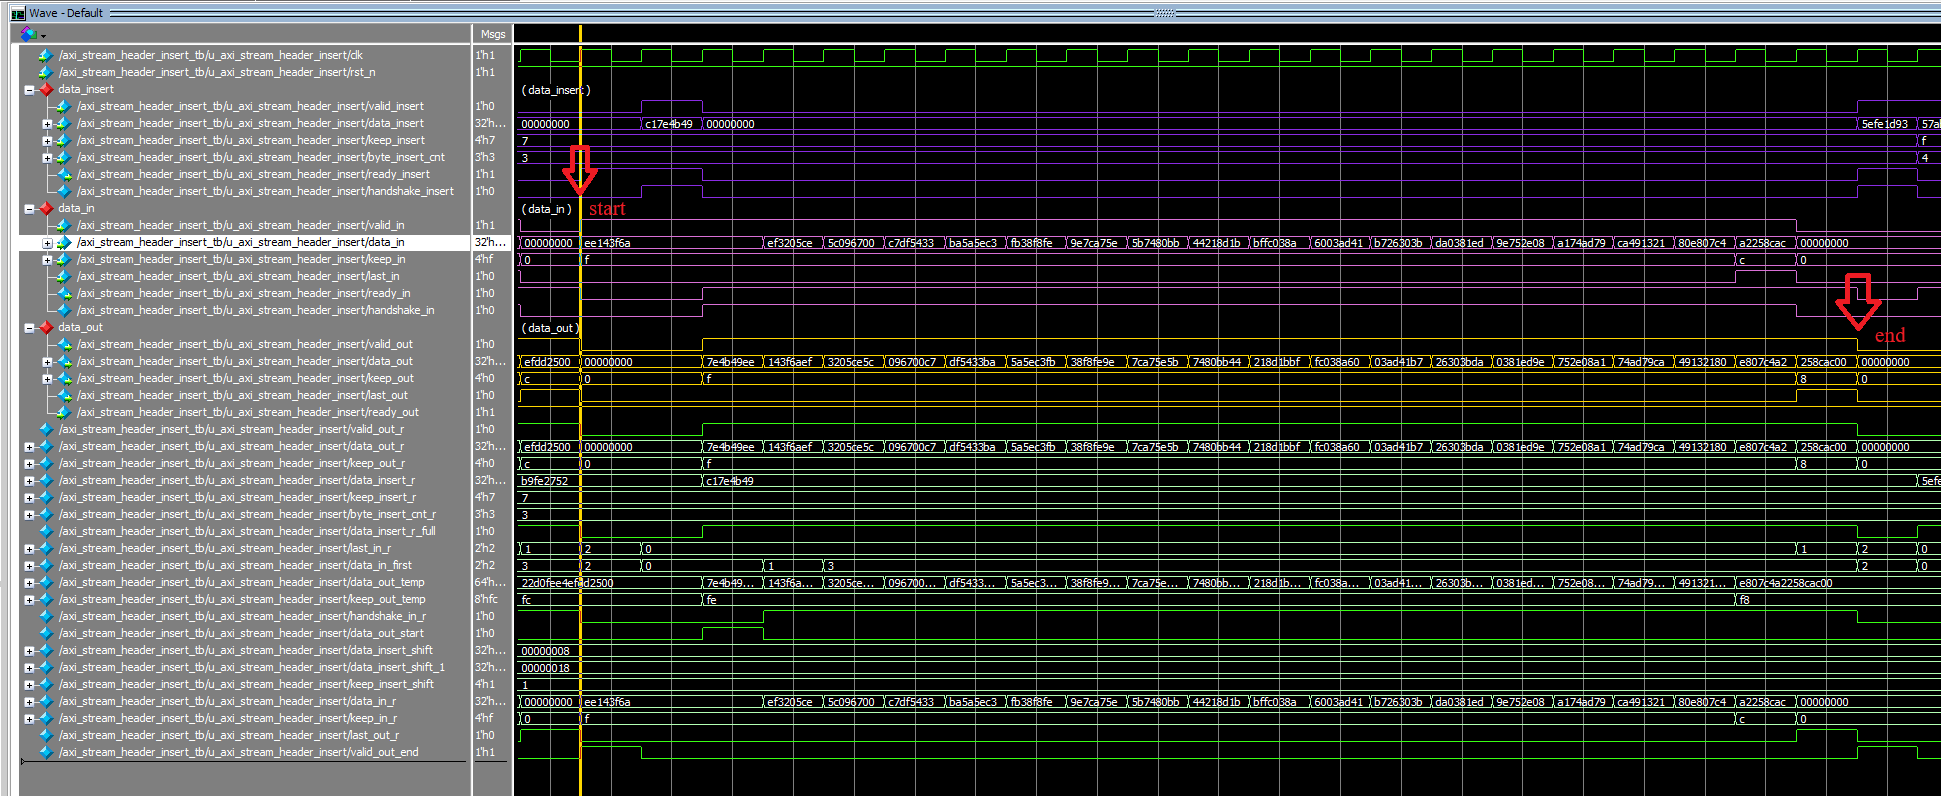 Wave - Default
Msgs
/axi_stream_header_insert_tb/u_axi_stream_header_insert/clk 1'h1
/axi_stream_header_insert_tb/u_axi_stream_header_insert/rst_n 1'h1
data_insert (data_insert)
/axi_stream_header_insert_tb/u_axi_stream_header_insert/valid_insert 1'h0
/axi_stream_header_insert_tb/u_axi_stream_header_insert/data_insert 32'h... 00000000 c17e4b49 00000000 5efe1d93
/axi_stream_header_insert_tb/u_axi_stream_header_insert/keep_insert 4'h7 7 f
/axi_stream_header_insert_tb/u_axi_stream_header_insert/byte_insert_cnt 3'h3 3 4
/axi_stream_header_insert_tb/u_axi_stream_header_insert/ready_insert 1'h1
/axi_stream_header_insert_tb/u_axi_stream_header_insert/handshake_insert 1'h0
data_in (data_in) start
/axi_stream_header_insert_tb/u_axi_stream_header_insert/valid_in 1'h1
/axi_stream_header_insert_tb/u_axi_stream_header_insert/data_in 32'h... 00000000 ee143f6a ef3205ce 5c096700 c7df5433 ba5a5ec3 fb38f8fe 9e7ca75e 5b7480bb 44218d1b bffc038a 6003ad41 b726303b da0381ed 9e752e08 a174ad79 ca491321 80e807c4 a2258cac 00000000
/axi_stream_header_insert_tb/u_axi_stream_header_insert/keep_in 4'hf 0 f c 0
/axi_stream_header_insert_tb/u_axi_stream_header_insert/last_in 1'h0
/axi_stream_header_insert_tb/u_axi_stream_header_insert/ready_in 1'h0
/axi_stream_header_insert_tb/u_axi_stream_header_insert/handshake_in 1'h0
data_out (data_out) end
/axi_stream_header_insert_tb/u_axi_stream_header_insert/valid_out 1'h0
/axi_stream_header_insert_tb/u_axi_stream_header_insert/data_out 32'h... efdd2500 00000000 7e4b49ee 143f6aef 3205ce5c 096700c7 df5433ba 5a5ec3fb 38f8fe9e 7ca75e5b 7480bb44 218d1bbf fc038a60 03ad41b7 26303bda 0381ed9e 752e08a1 74ad79ca 49132180 e807c4a2 258cac00 00000000
/axi_stream_header_insert_tb/u_axi_stream_header_insert/keep_out 4'h0 c 0 f 8 0
/axi_stream_header_insert_tb/u_axi_stream_header_insert/last_out 1'h0
/axi_stream_header_insert_tb/u_axi_stream_header_insert/ready_out 1'h1
/axi_stream_header_insert_tb/u_axi_stream_header_insert/valid_out_r 1'h0
/axi_stream_header_insert_tb/u_axi_stream_header_insert/data_out_r 32'h... efdd2500 00000000 7e4b49ee 143f6aef 3205ce5c 096700c7 df5433ba 5a5ec3fb 38f8fe9e 7ca75e5b 7480bb44 218d1bbf fc038a60 03ad41b7 26303bda 0381ed9e 752e08a1 74ad79ca 49132180 e807c4a2 258cac00 00000000
/axi_stream_header_insert_tb/u_axi_stream_header_insert/keep_out_r 4'h0 c 0 f 8 0
/axi_stream_header_insert_tb/u_axi_stream_header_insert/data_insert_r 32'h... b9fe2752 c17e4b49 5efe
/axi_stream_header_insert_tb/u_axi_stream_header_insert/keep_insert_r 4'h7 7
/axi_stream_header_insert_tb/u_axi_stream_header_insert/byte_insert_cnt_r 3'h3 3
/axi_stream_header_insert_tb/u_axi_stream_header_insert/data_insert_r_full 1'h0
/axi_stream_header_insert_tb/u_axi_stream_header_insert/last_in_r 2'h2 1 2 0 1 2 0
/axi_stream_header_insert_tb/u_axi_stream_header_insert/data_in_first 2'h2 3 2 0 1 3 2 0
/axi_stream_header_insert_tb/u_axi_stream_header_insert/data_out_temp 64'h... 22d0fee4efdd2500 7e4b49... 143f6a... 3205ce... 096700... df5433... 5a5ec3... 38f8fe9... 7ca75e... 7480bb... 218d1b... fc038a... 03ad41... 26303b... 0381ed... 752e08... 74ad79... 491321... e807c4a2258cac00
/axi_stream_header_insert_tb/u_axi_stream_header_insert/keep_out_temp 8'hfc fc fe f8
/axi_stream_header_insert_tb/u_axi_stream_header_insert/handshake_in_r 1'h0
/axi_stream_header_insert_tb/u_axi_stream_header_insert/data_out_start 1'h0
/axi_stream_header_insert_tb/u_axi_stream_header_insert/data_insert_shift 32'h... 00000008
/axi_stream_header_insert_tb/u_axi_stream_header_insert/data_insert_shift_1 32'h... 00000018
/axi_stream_header_insert_tb/u_axi_stream_header_insert/keep_insert_shift 4'h1 1
/axi_stream_header_insert_tb/u_axi_stream_header_insert/data_in_r 32'h... 00000000 ee143f6a ef3205ce 5c096700 c7df5433 ba5a5ec3 fb38f8fe 9e7ca75e 5b7480bb 44218d1b bffc038a 6003ad41 b726303b da0381ed 9e752e08 a174ad79 ca491321 80e807c4 a2258cac 00000000
/axi_stream_header_insert_tb/u_axi_stream_header_insert/keep_in_r 4'hf 0 f c 0
/axi_stream_header_insert_tb/u_axi_stream_header_insert/last_out_r 1'h0
/axi_stream_header_insert_tb/u_axi_stream_header_insert/valid_out_end 1'h1